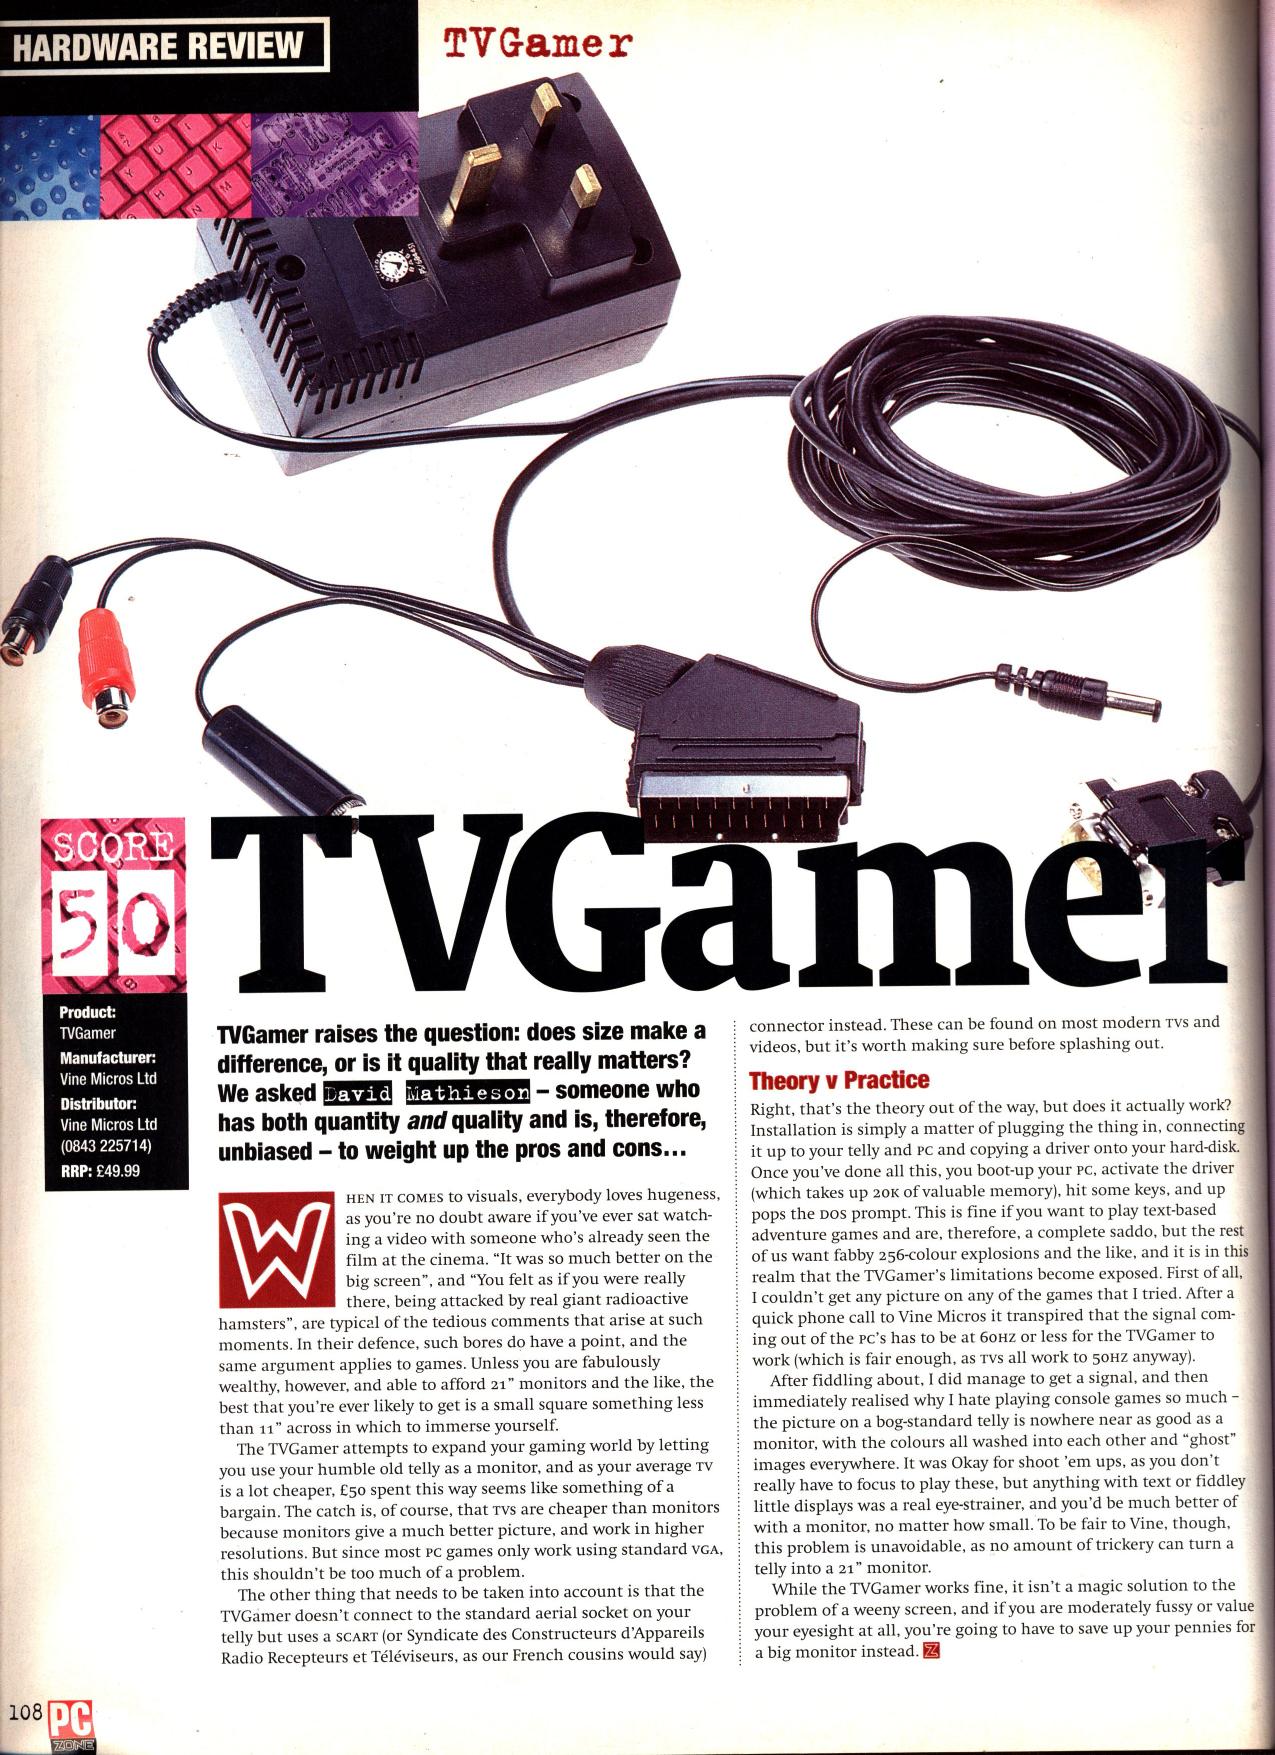 HARDWARE REVIEW
TVGamer
SCORE
50
TVGamer
Product:
TVGamer
Manufacturer:
Vine Micros Ltd
Distributor:
Vine Micros Ltd
(0843 225714)
RRP: £49.99
TVGamer raises the question: does size make a
difference, or is it quality that really matters?
We asked David Mathieson – someone who
has both quantity and quality and is, therefore,
unbiased – to weight up the pros and cons...
WHEN IT COMES to visuals, everybody loves hugeness,
as you're no doubt aware if you've ever sat watch-
ing a video with someone who's already seen the
film at the cinema. “It was so much better on the
big screen”, and “You felt as if you were really
there, being attacked by real giant radioactive
hamsters”, are typical of the tedious comments that arise at such
moments. In their defence, such bores do have a point, and the
same argument applies to games. Unless you are fabulously
wealthy, however, and able to afford 21” monitors and the like, the
best that you're ever likely to get is a small square something less
than 11” across in which to immerse yourself.
The TVGamer attempts to expand your gaming world by letting
you use your humble old telly as a monitor, and as your average TV
is a lot cheaper, £50 spent this way seems like something of a
bargain. The catch is, of course, that TVs are cheaper than monitors
because monitors give a much better picture, and work in higher
resolutions. But since most PC games only work using standard VGA,
this shouldn't be too much of a problem.
The other thing that needs to be taken into account is that the
TVGamer doesn't connect to the standard aerial socket on your
telly but uses a SCART (or Syndicate des Constructeurs d'Appareils
Radio Recepteurs et Téléviseurs, as our French cousins would say)
connector instead. These can be found on most modern TVs and
videos, but it's worth making sure before splashing out.
Theory v Practice
Right, that's the theory out of the way, but does it actually work?
Installation is simply a matter of plugging the thing in, connecting
it up to your telly and PC and copying a driver onto your hard-disk.
Once you've done all this, you boot-up your PC, activate the driver
(which takes up 20K of valuable memory), hit some keys, and up
pops the DOS prompt. This is fine if you want to play text-based
adventure games and are, therefore, a complete saddo, but the rest
of us want fabby 256-colour explosions and the like, and it is in this
realm that the TVGamer's limitations become exposed. First of all,
I couldn't get any picture on any of the games that I tried. After a
quick phone call to Vine Micros it transpired that the signal com-
ing out of the PC's has to be at 60HZ or less for the TVGamer to
work (which is fair enough, as TVs all work to 50HZ anyway).
After fiddling about, I did manage to get a signal, and then
immediately realised why I hate playing console games so much –
the picture on a bog-standard telly is nowhere near as good as a
monitor, with the colours all washed into each other and “ghost”
images everywhere. It was Okay for shoot 'em ups, as you don't
really have to focus to play these, but anything with text or fiddley
little displays was a real eye-strainer, and you'd be much better of
with a monitor, no matter how small. To be fair to Vine, though,
this problem is unavoidable, as no amount of trickery can turn a
telly into a 21” monitor.
While the TVGamer works fine, it isn't a magic solution to the
problem of a weeny screen, and if you are moderately fussy or value
your eyesight at all, you're going to have to save up your pennies for
a big monitor instead. Z
108 PC
ZONE